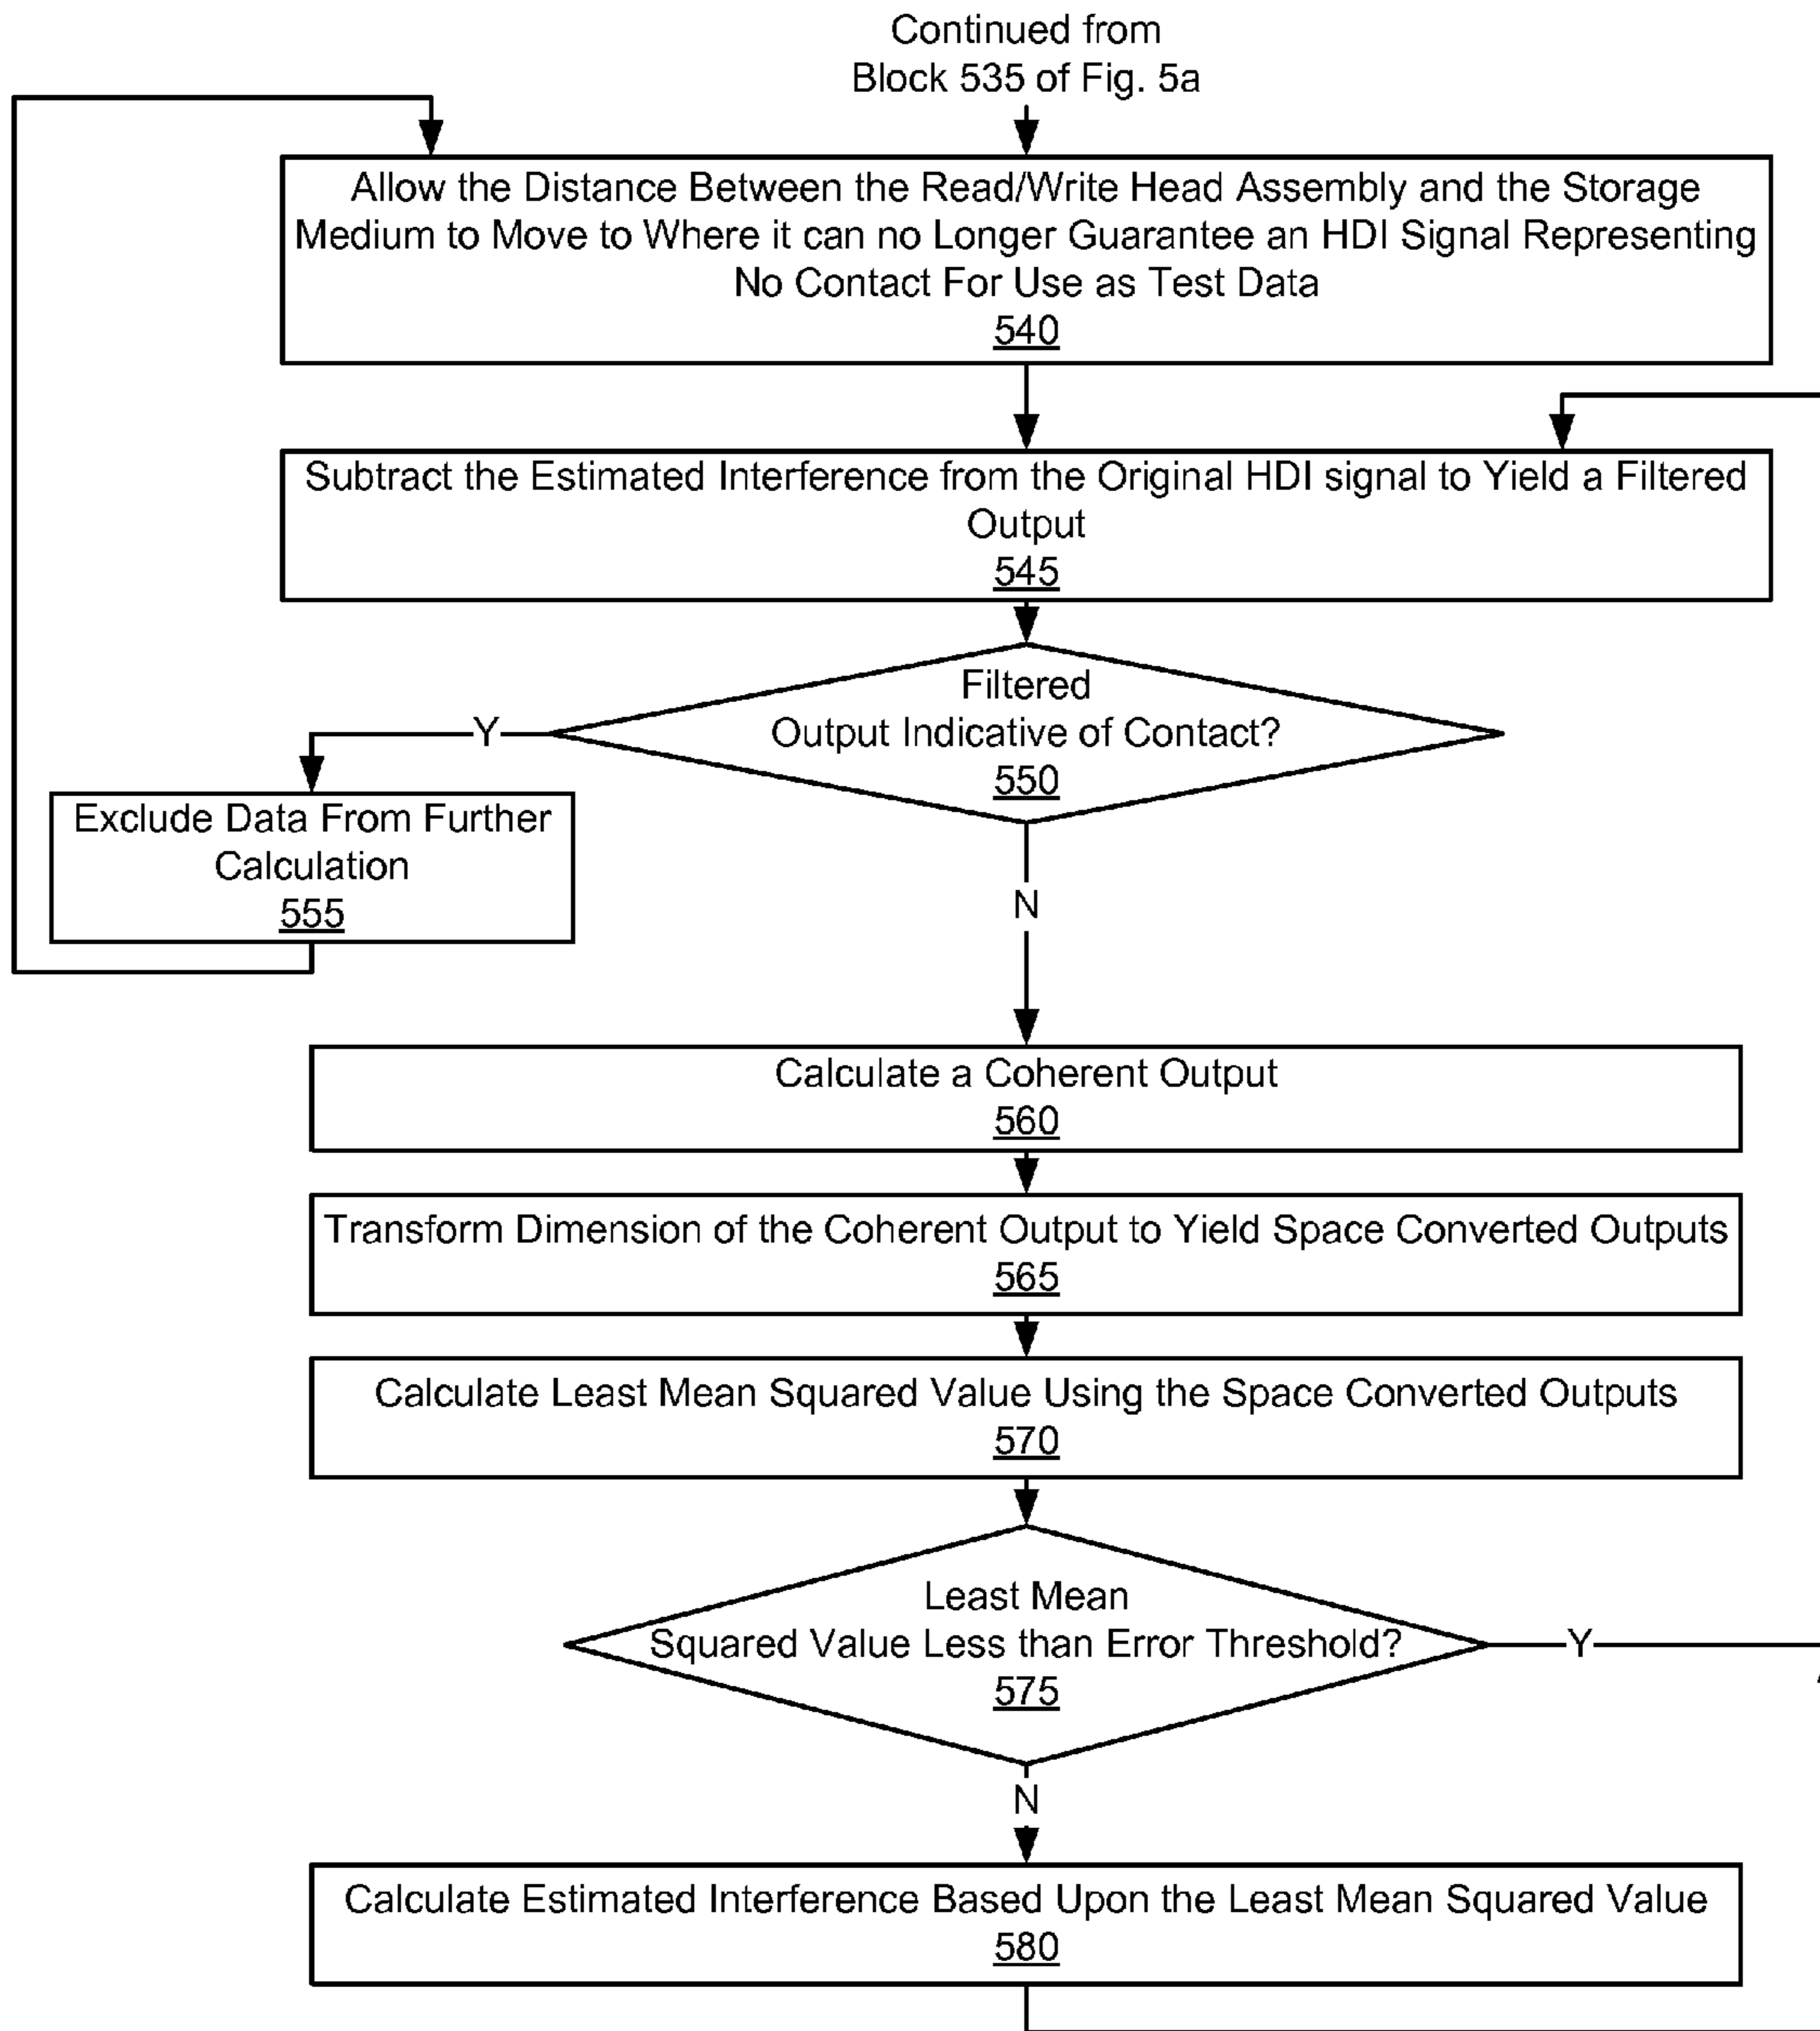 Continued from
Block 535 of Fig. 5a
Allow the Distance Between the Read/Write Head Assembly and the Storage
Medium to Move to Where it can no Longer Guarantee an HDI Signal Representing
No Contact For Use as Test Data
540
Subtract the Estimated Interference from the Original HDI signal to Yield a Filtered
Output
545
Filtered
Output Indicative of Contact?
550
Y
Exclude Data From Further
Calculation
555
N
Calculate a Coherent Output
560
Transform Dimension of the Coherent Output to Yield Space Converted Outputs
565
Calculate Least Mean Squared Value Using the Space Converted Outputs
570
Least Mean
Squared Value Less than Error Threshold?
575
Y
N
Calculate Estimated Interference Based Upon the Least Mean Squared Value
580